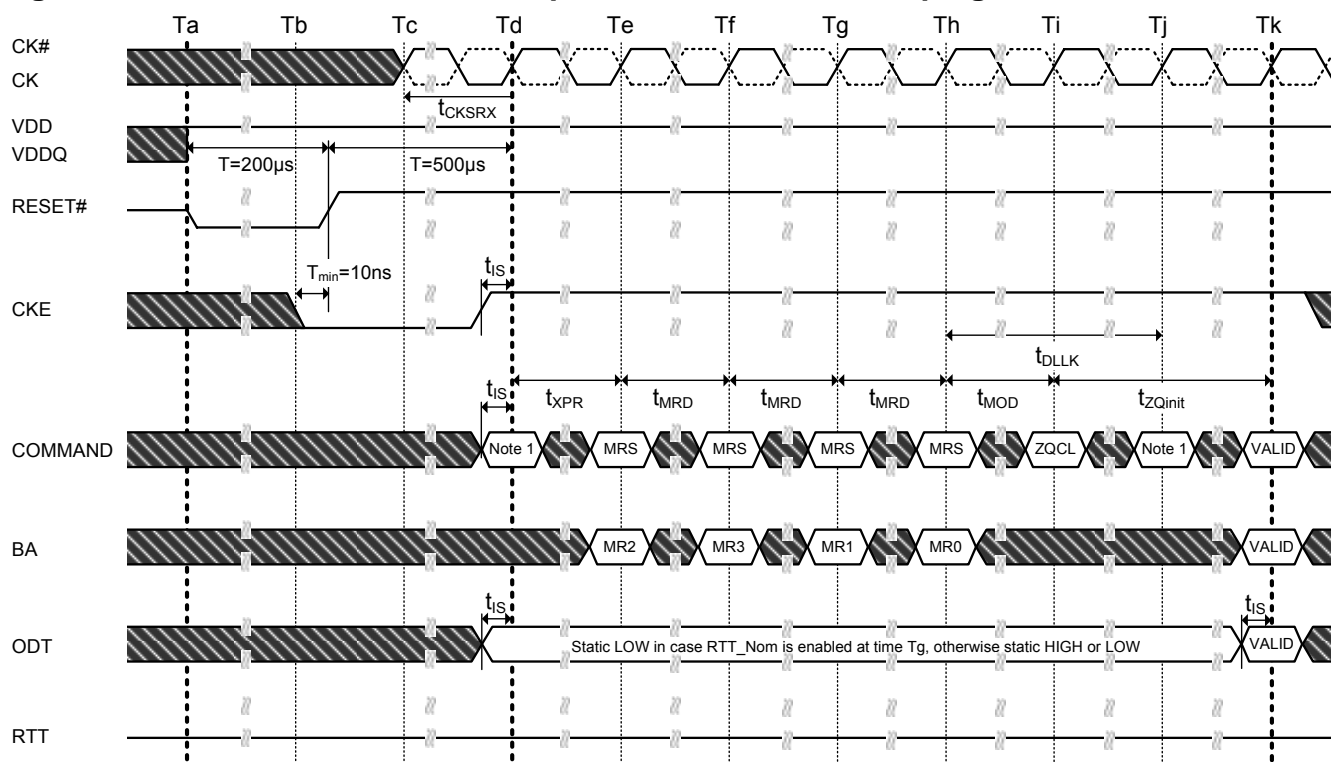 Ta Tb Tc Td Te Tf Tg Th Ti Tj Tk
CK#
CK
tCKSRX
VDD
VDDQ
T=200µs T=500µs
RESET#
Tmin=10ns tIS
CKE
tDLLK
tIS tXPR tMRD tMRD tMRD tMOD tZQinit
COMMAND Note 1 MRS MRS MRS MRS ZQCL Note 1 VALID
BA MR2 MR3 MR1 MR0 VALID
tIS tIS
ODT Static LOW in case RTT_Nom is enabled at time Tg, otherwise static HIGH or LOW VALID
RTT